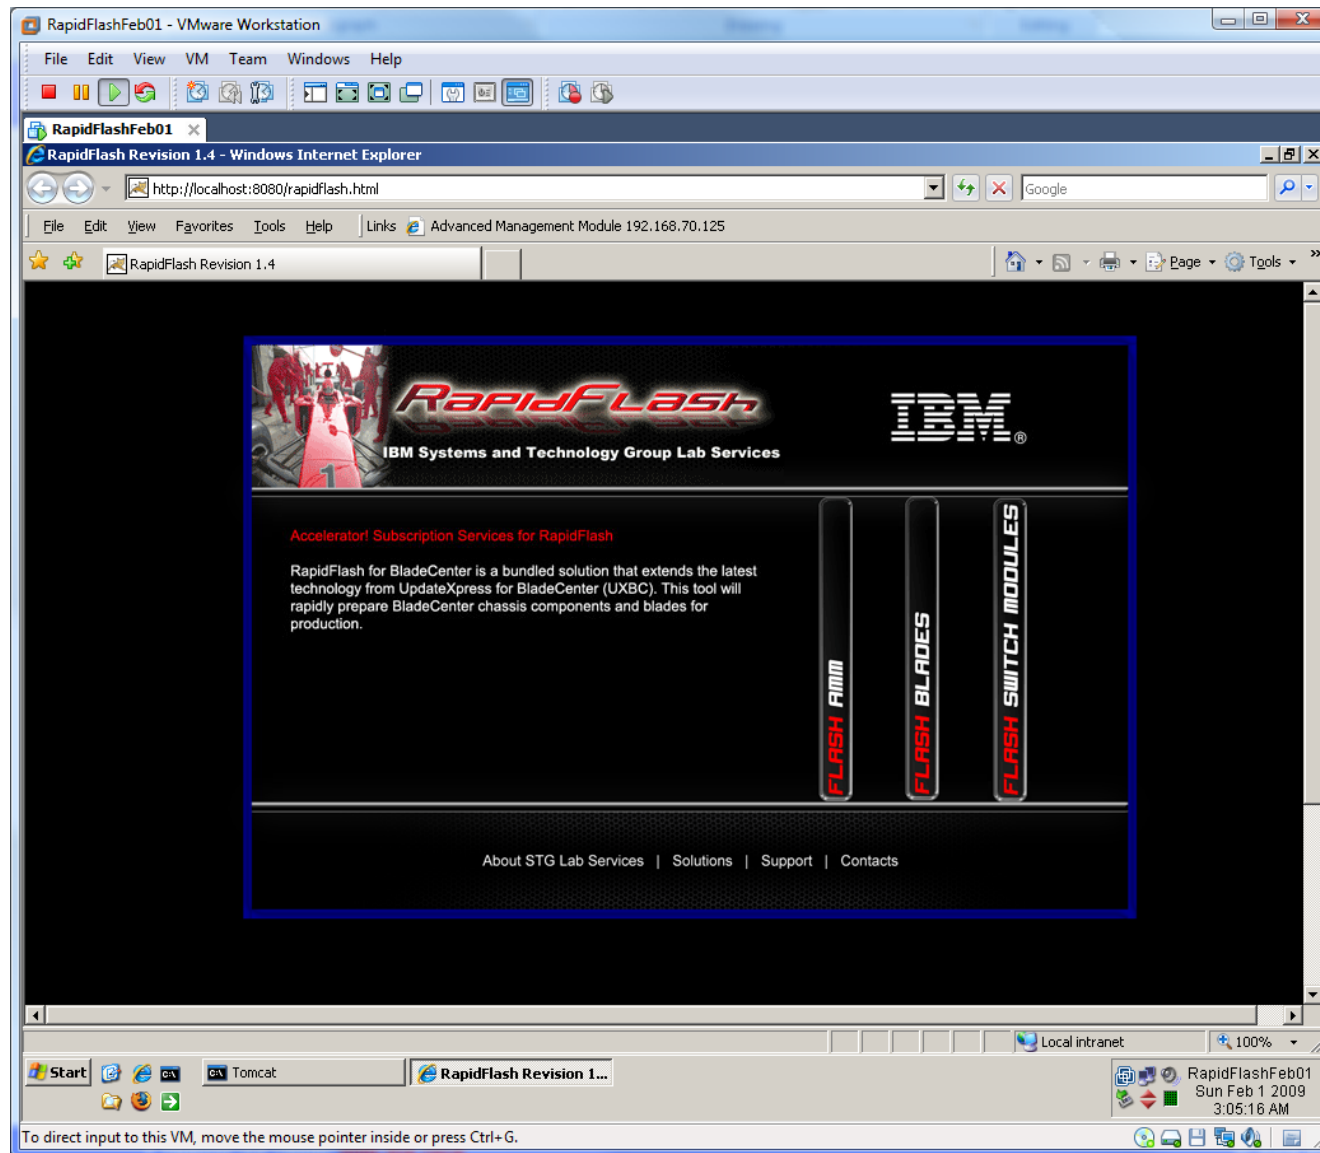 RapidFlashFeb01 - VMware Workstation
File Edit View VM Team Windows Help
RapidFlashFeb01
RapidFlash Revision 1.4 - Windows Internet Explorer
http://localhost:8080/rapidflash.html
Google
File Edit View Favorites Tools Help Links Advanced Management Module 192.168.70.125
RapidFlash Revision 1.4
Page Tools
RapidFlash
IBM Systems and Technology Group Lab Services
IBM®
1
Accelerator! Subscription Services for RapidFlash
RapidFlash for BladeCenter is a bundled solution that extends the latest
technology from UpdateXpress for BladeCenter (UXBC). This tool will
rapidly prepare BladeCenter chassis components and blades for
production.
FLASH AMM
FLASH BLADES
FLASH SWITCH MODULES
About STG Lab Services | Solutions | Support | Contacts
Local intranet
100%
Start
Tomcat
RapidFlash Revision 1...
RapidFlashFeb01
Sun Feb 1 2009
3:05:16 AM
To direct input to this VM, move the mouse pointer inside or press Ctrl+G.